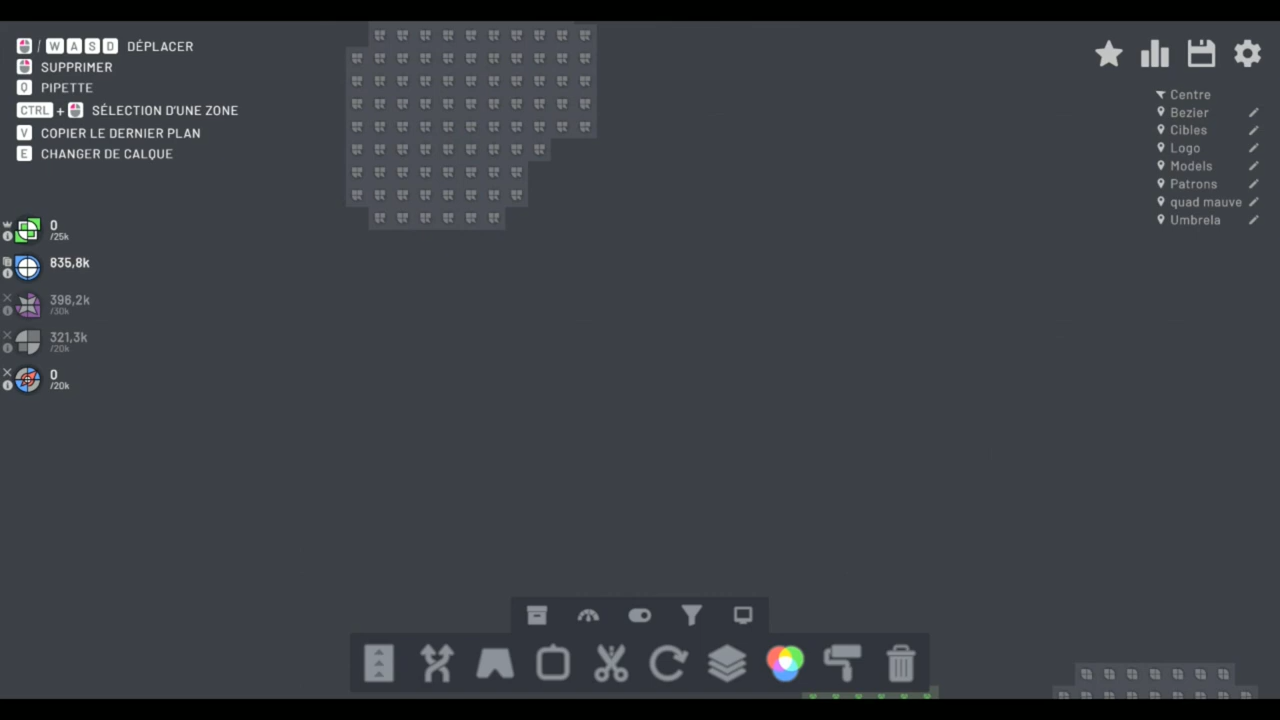 / W A S D DÉPLACER
SUPPRIMER
Q PIPETTE
CTRL + SÉLECTION D'UNE ZONE
V COPIER LE DERNIER PLAN
E CHANGER DE CALQUE
0
/25k
835,8k
396,2k
/30k
321,3k
/20k
0
/20k
Centre
Bezier
Cibles
Logo
Models
Patrons
quad mauve
Umbrela